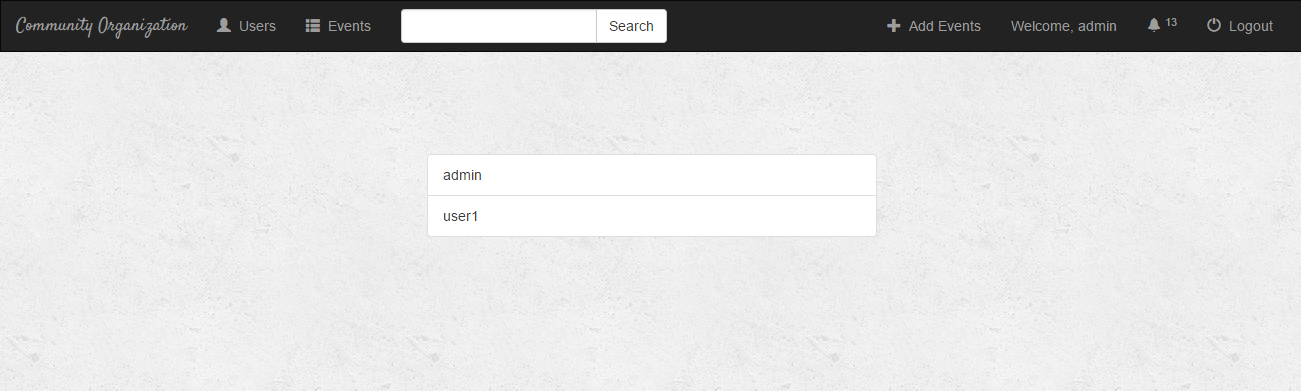 Community Organization Users Events Search Add Events Welcome, admin 13 Logout
admin
user1